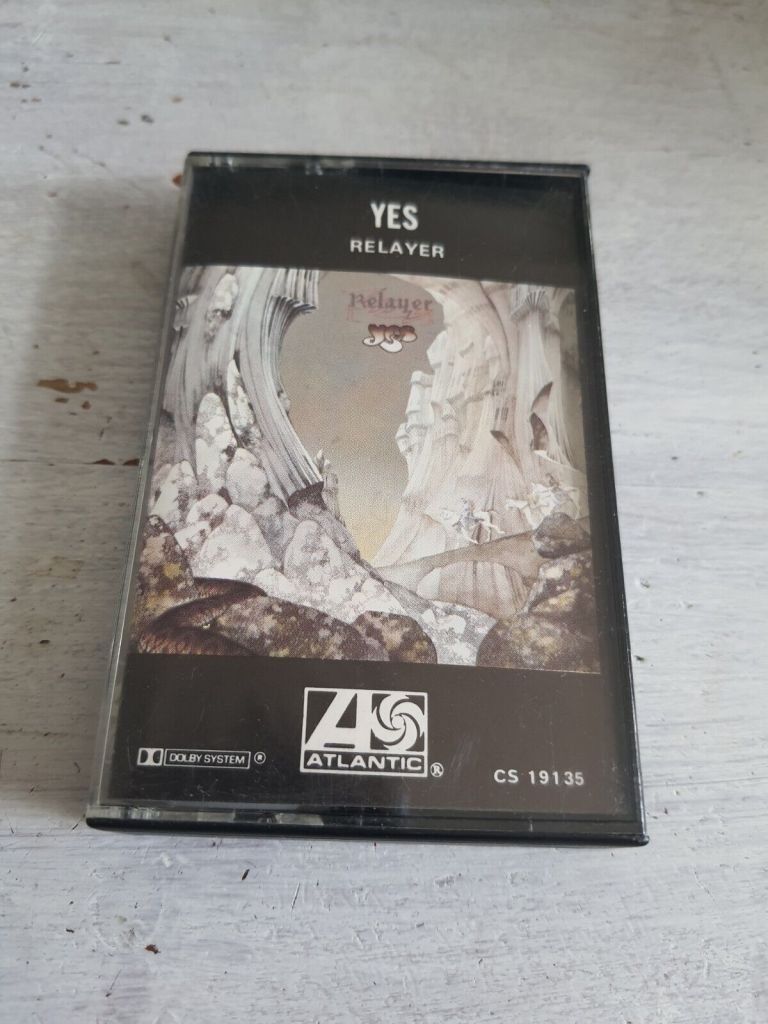 YES
RELAYER
Relayer
yes
DOLBY SYSTEM ®
ATLANTIC ®
CS 19135